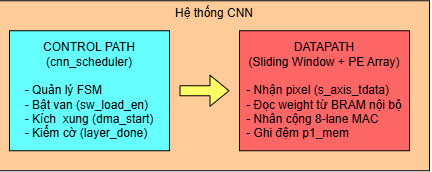 Hệ thống CNN
CONTROL PATH
(cnn_scheduler)
- Quản lý FSM
- Bật van (sw_load_en)
- Kích xung (dma_start)
- Kiểm cờ (layer_done)
DATAPATH
(Sliding Window + PE Array)
- Nhận pixel (s_axis_tdata)
- Đọc weight từ BRAM nội bộ
- Nhân cộng 8-lane MAC
- Ghi đệm p1_mem